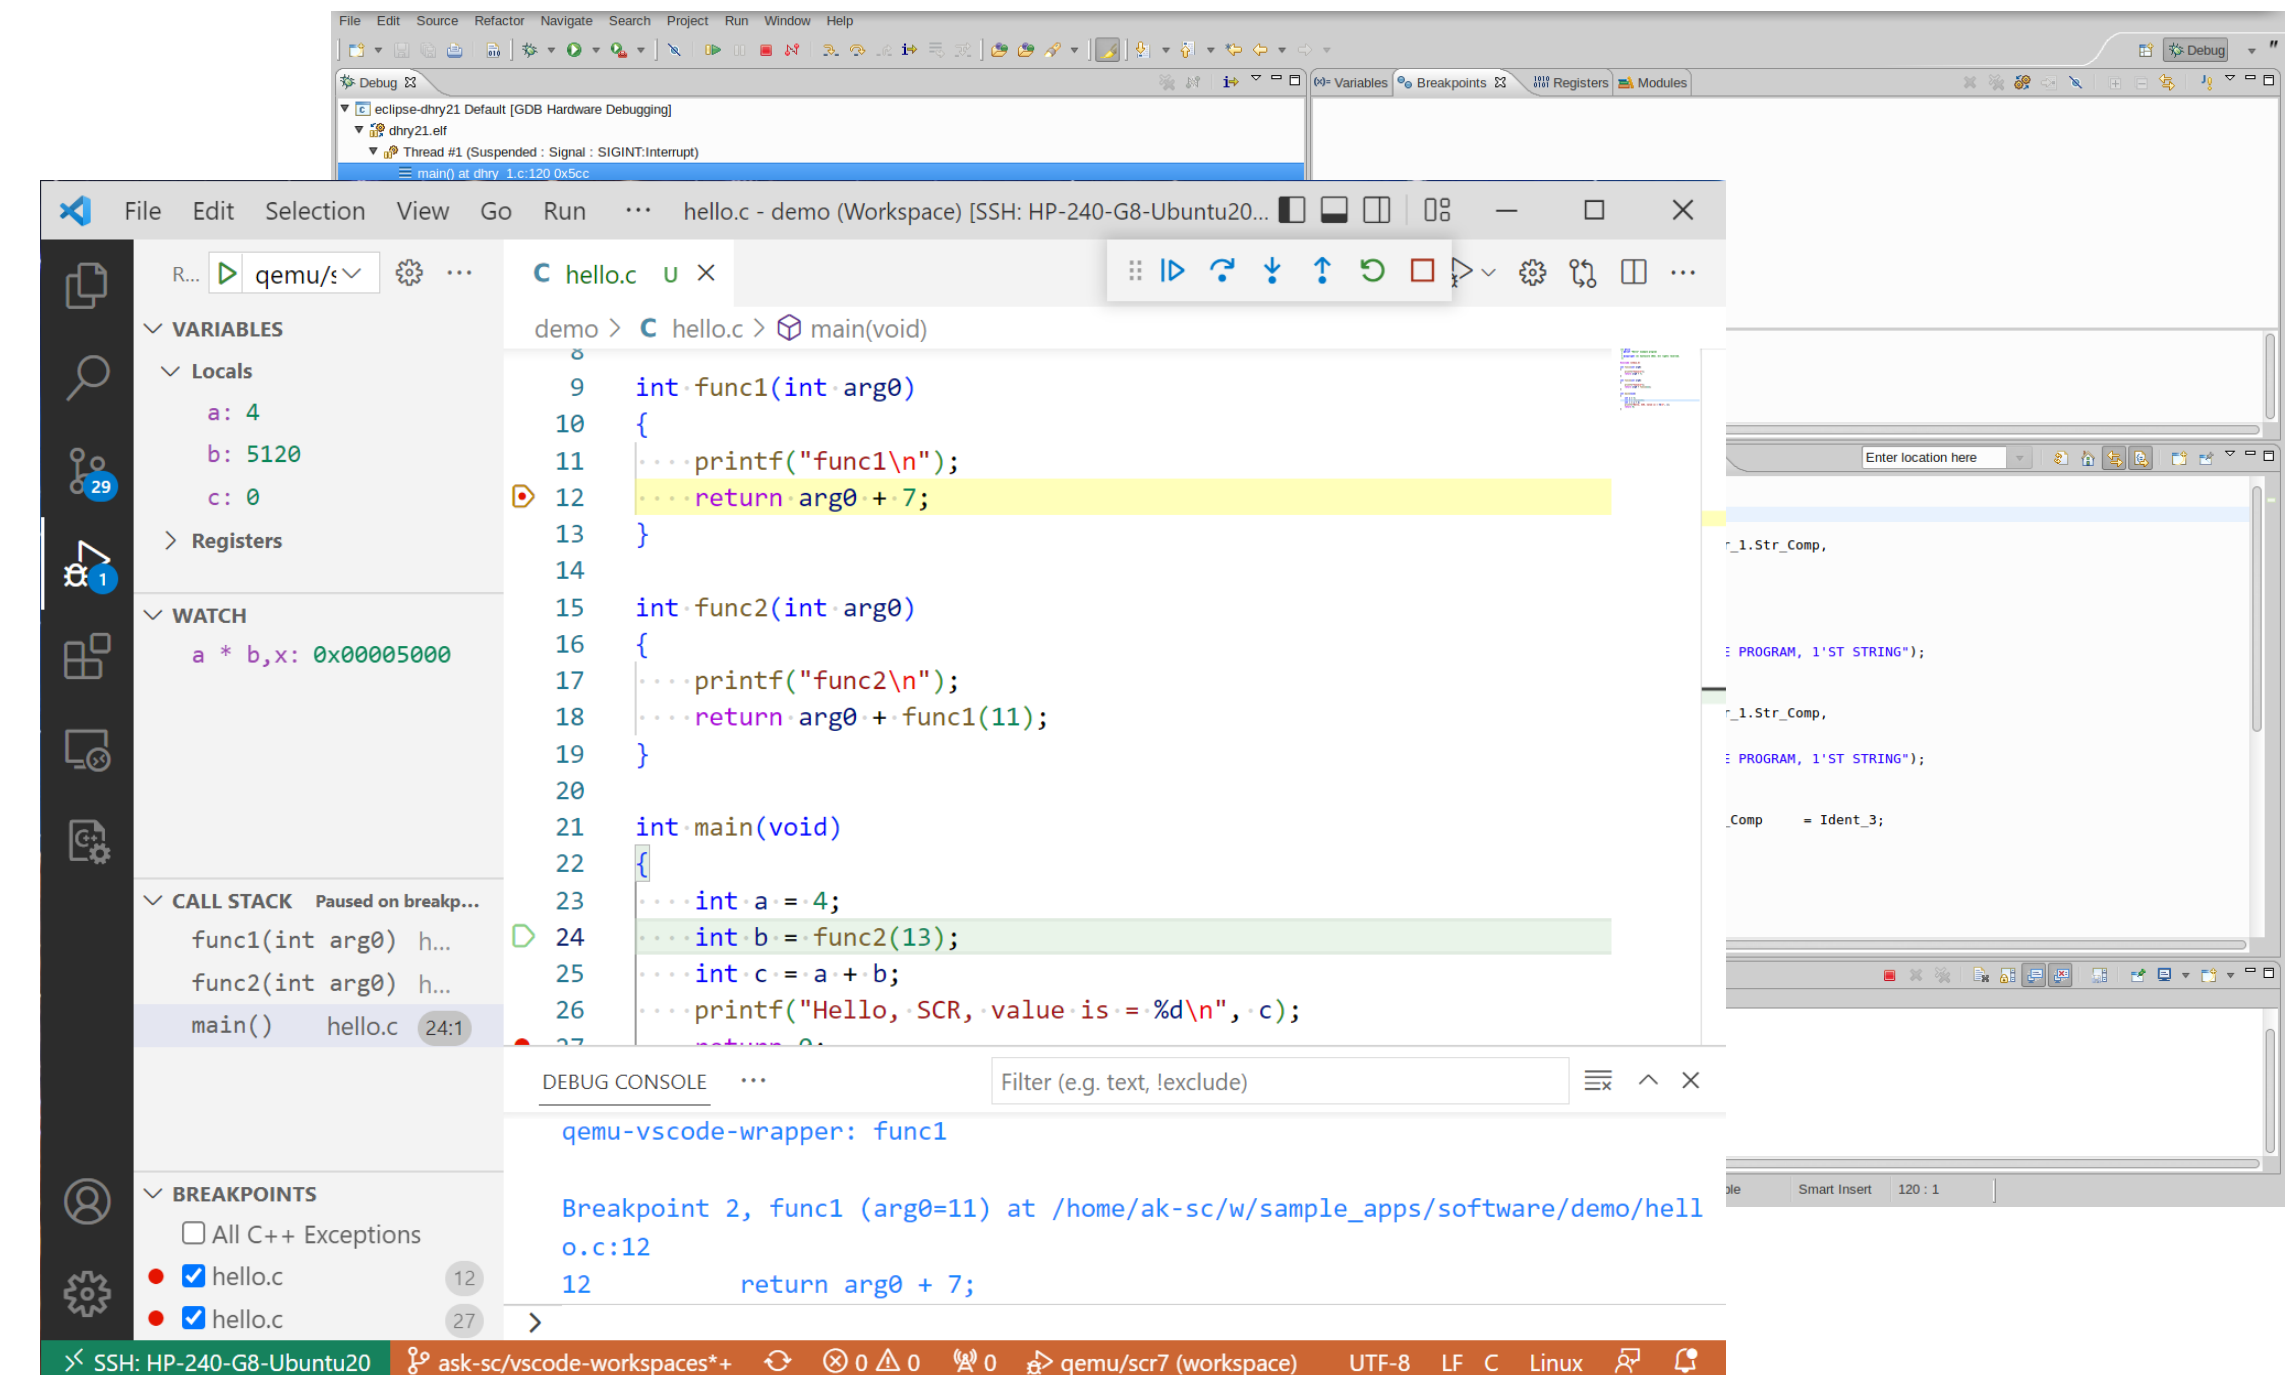 File Edit Source Refactor Navigate Search Project Run Window Help
Debug
Debug
Variables Breakpoints Registers Modules
eclipse-dhry21 Default [GDB Hardware Debugging]
dhry21.elf
Thread #1 (Suspended : Signal : SIGINT:Interrupt)
main() at dhry_1.c:120 0x5cc
File Edit Selection View Go Run ··· hello.c - demo (Workspace) [SSH: HP-240-G8-Ubuntu20...
R... qemu/s
C hello.c U
demo > C hello.c > main(void)
VARIABLES
Locals
a: 4
b: 5120
c: 0
Registers
29
1
WATCH
a * b,x: 0x00005000
CALL STACK Paused on breakp...
func1(int arg0) h...
func2(int arg0) h...
main() hello.c 24:1
BREAKPOINTS
All C++ Exceptions
hello.c 12
hello.c 27
8
9 int func1(int arg0)
10 {
11 printf("func1\n");
12 return arg0 + 7;
13 }
14
15 int func2(int arg0)
16 {
17 printf("func2\n");
18 return arg0 + func1(11);
19 }
20
21 int main(void)
22 {
23 int a = 4;
24 int b = func2(13);
25 int c = a + b;
26 printf("Hello, SCR, value is = %d\n", c);
27 return 0;
DEBUG CONSOLE ··· Filter (e.g. text, !exclude)
qemu-vscode-wrapper: func1
Breakpoint 2, func1 (arg0=11) at /home/ak-sc/w/sample_apps/software/demo/hell
o.c:12
12 return arg0 + 7;
>
SSH: HP-240-G8-Ubuntu20 ask-sc/vscode-workspaces*+ 0 0 0 qemu/scr7 (workspace) UTF-8 LF C Linux
Enter location here
r_1.Str_Comp,
E PROGRAM, 1'ST STRING");
r_1.Str_Comp,
E PROGRAM, 1'ST STRING");
_Comp = Ident_3;
ble Smart Insert 120 : 1